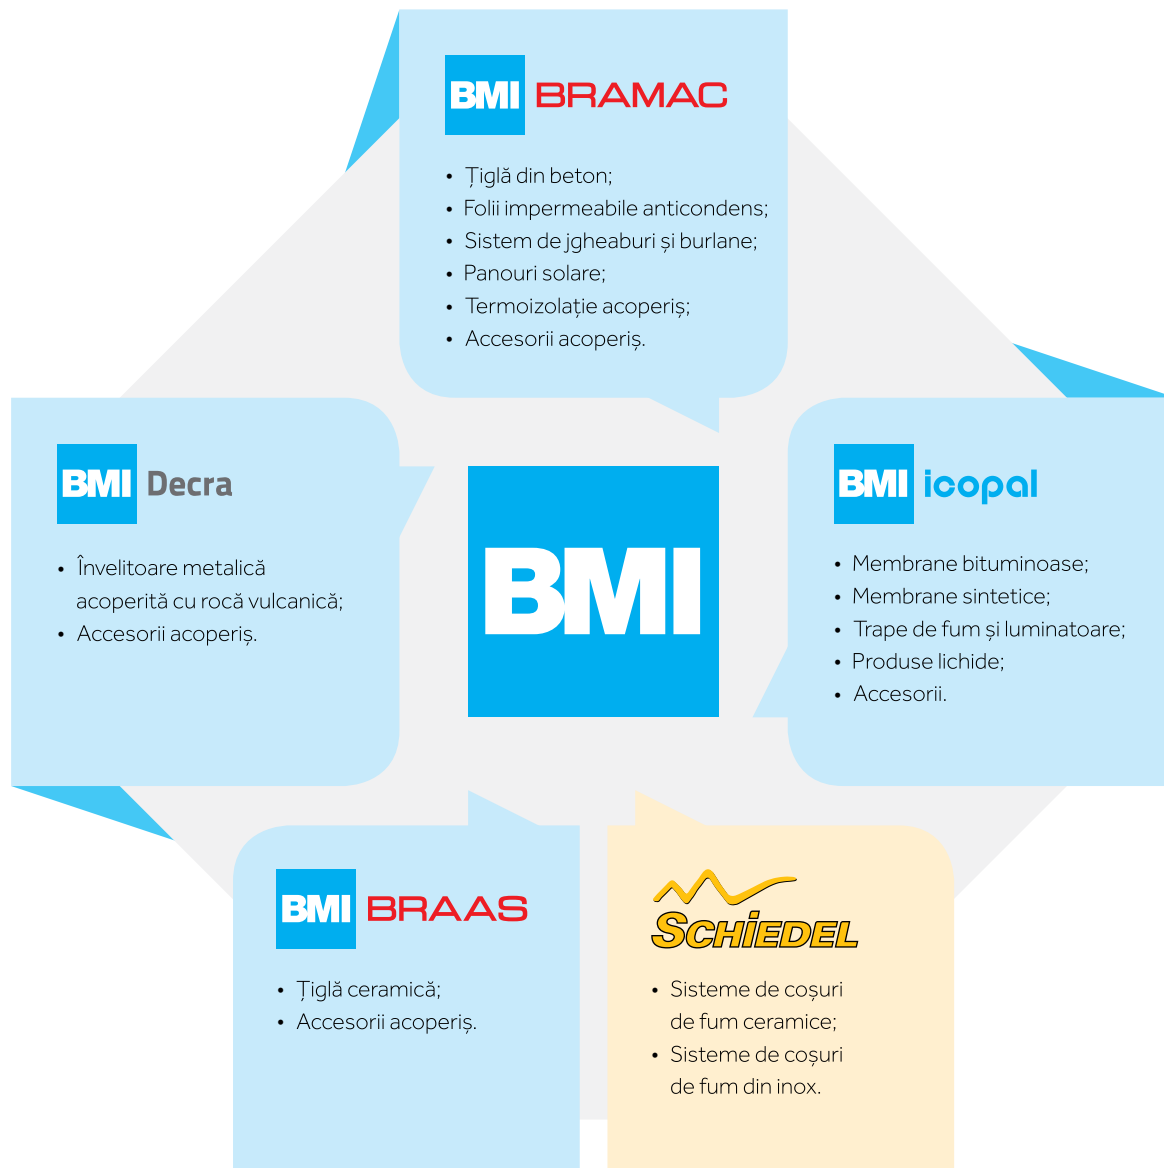 BMI BRAMAC
• Țiglă din beton;
• Folii impermeabile anticondens;
• Sistem de jgheaburi și burlane;
• Panouri solare;
• Termoizolație acoperiș;
• Accesorii acoperiș.
BMI Decra
• Învelitoare metalică
acoperită cu rocă vulcanică;
• Accesorii acoperiș.
BMI
BMI icopal
• Membrane bituminoase;
• Membrane sintetice;
• Trape de fum și luminatoare;
• Produse lichide;
• Accesorii.
BMI BRAAS
• Țiglă ceramică;
• Accesorii acoperiș.
SCHiEDEL
• Sisteme de coșuri
de fum ceramice;
• Sisteme de coșuri
de fum din inox.